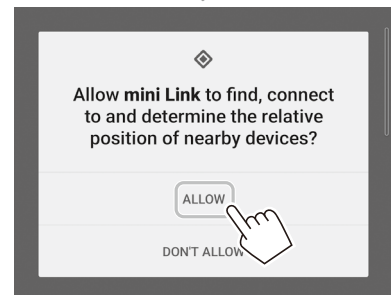 Allow mini Link to find, connect
to and determine the relative
position of nearby devices?
ALLOW
DON'T ALLOW